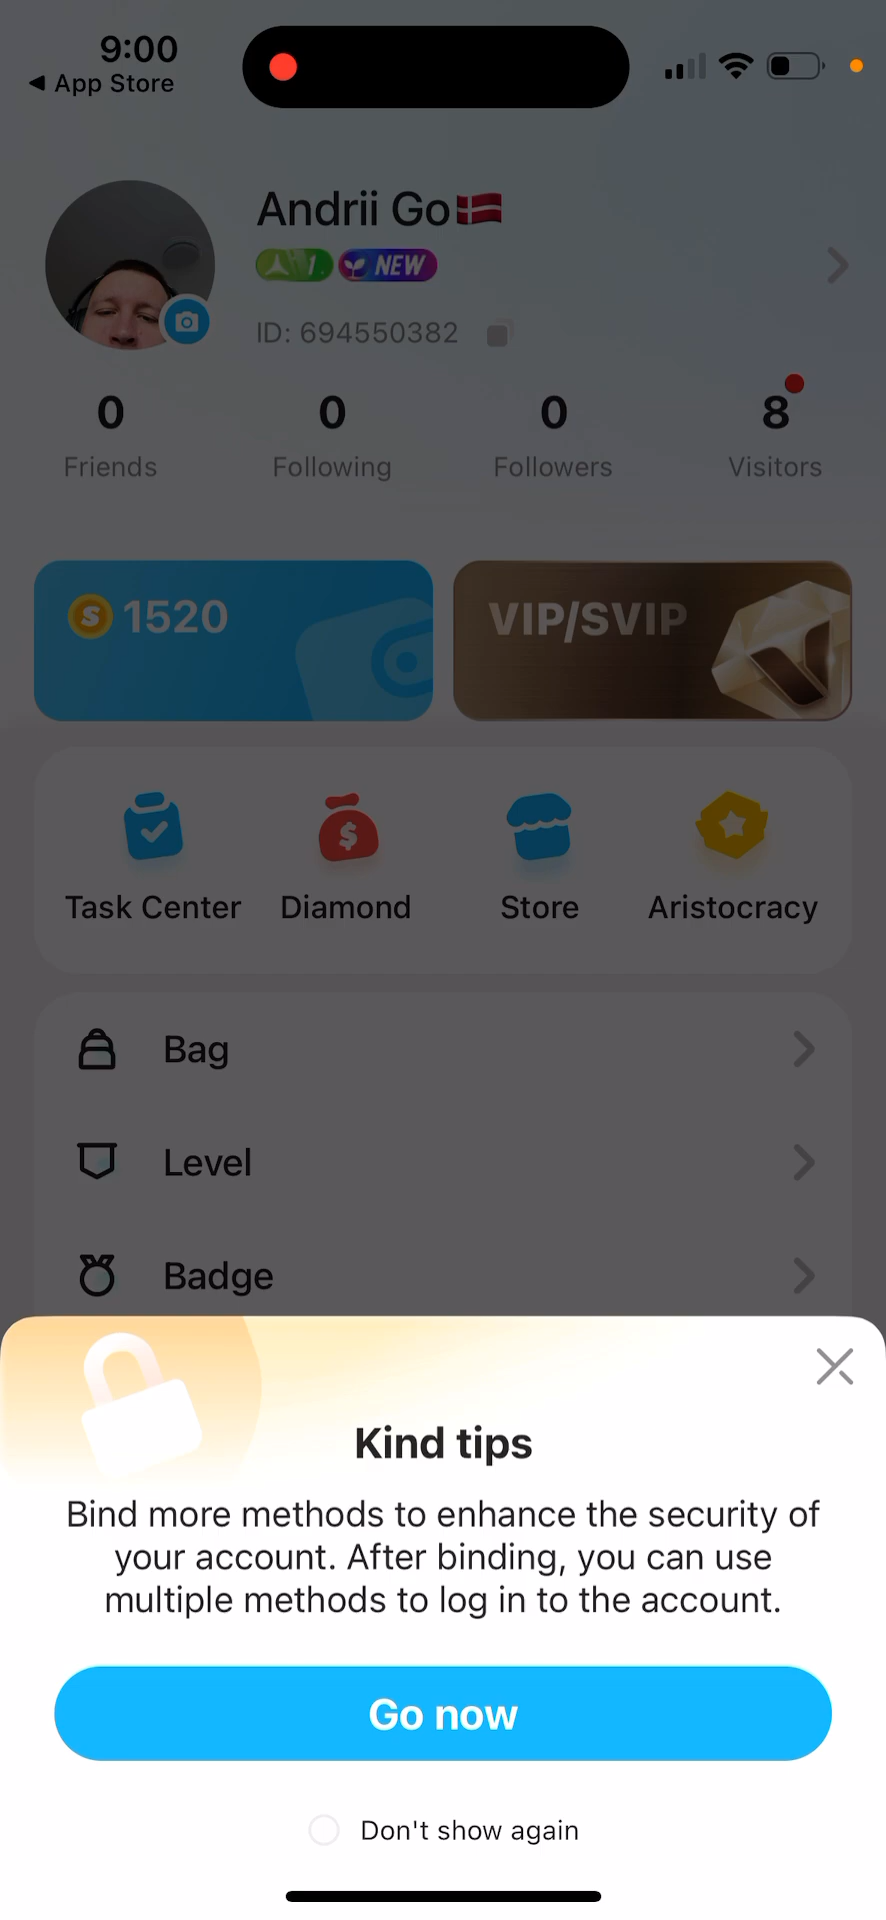 9:00
◀ App Store
Andrii Go🇩🇰
1
NEW
ID: 694550382
0
0
0
8
Friends
Following
Followers
Visitors
S 1520
VIP/SVIP
Task Center
Diamond
Store
Aristocracy
Bag
Level
Badge
Kind tips
Bind more methods to enhance the security of
your account. After binding, you can use
multiple methods to log in to the account.
Go now
Don't show again